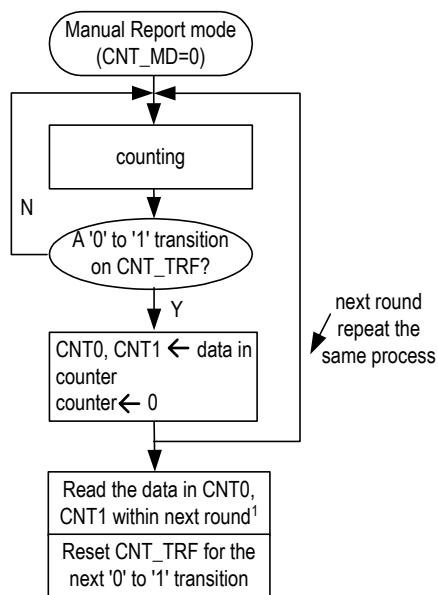 Manual Report mode
(CNT_MD=0)
counting
N
A '0' to '1' transition
on CNT_TRF?
Y
next round
repeat the
same process
CNT0, CNT1 ← data in
counter
counter← 0
Read the data in CNT0,
CNT1 within next round¹
Reset CNT_TRF for the
next '0' to '1' transition